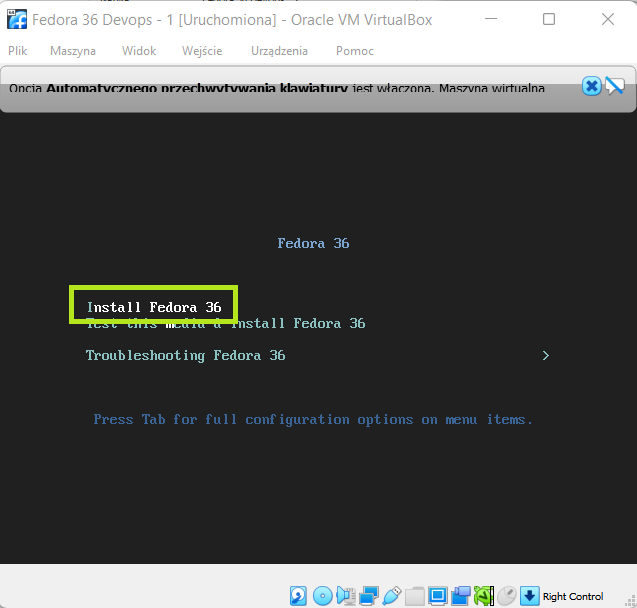 Fedora 36 Devops - 1 [Uruchomiona] - Oracle VM VirtualBox
Plik Maszyna Widok Wejście Urządzenia Pomoc
Opcja Automatycznego przechwytywania klawiatury jest włączona. Maszyna wirtualna
Fedora 36
Install Fedora 36
Test this media & install Fedora 36
Troubleshooting Fedora 36 >
Press Tab for full configuration options on menu items.
Right Control